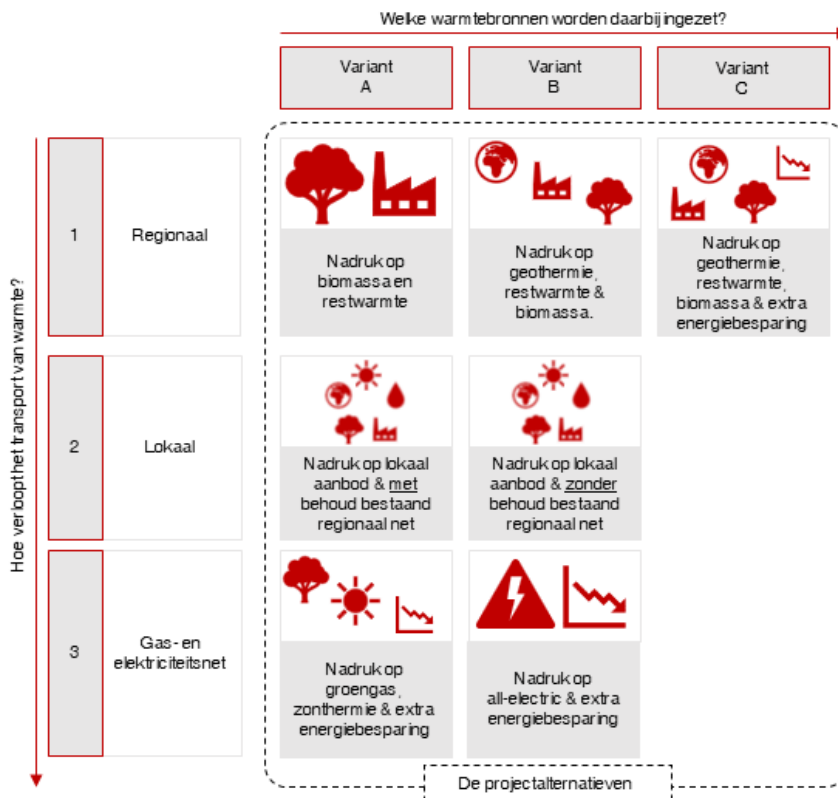 Welke warmtebronnen worden daarbij ingezet?
Variant
A
Variant
B
Variant
C
Hoe verloopt het transport van warmte?
1
Regionaal
Nadruk op
biomassa en
restwarmte
Nadruk op
geothermie,
restwarmte &
biomassa.
Nadruk op
geothermie,
restwarmte,
biomassa & extra
energiebesparing
2
Lokaal
Nadruk op lokaal
aanbod & met
behoud bestaand
regionaal net
Nadruk op lokaal
aanbod & zonder
behoud bestaand
regionaal net
3
Gas- en
elektriciteitsnet
Nadruk op
groengas,
zonthermie & extra
energiebesparing
Nadruk op
all-electric & extra
energiebesparing
De projectalternatieven